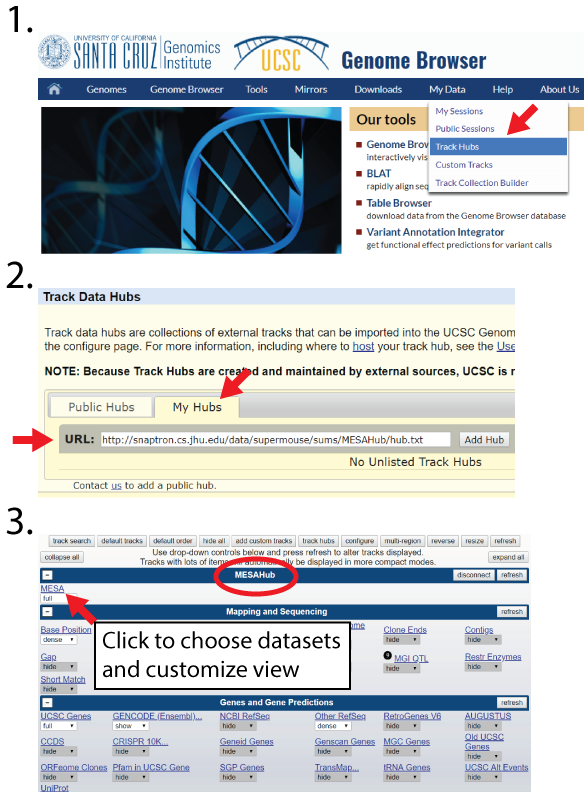 1.
UNIVERSITY OF CALIFORNIA
SANTA CRUZ
Genomics
Institute
UCSC
Genome Browser
Genomes Genome Browser Tools Mirrors Downloads My Data Help About Us
My Sessions
Public Sessions
Track Hubs
Custom Tracks
Track Collection Builder
Our tools
Genome Brow
interactively vis
BLAT
rapidly align seq
Table Browser
download data from the Genome Browser database
Variant Annotation Integrator
get functional effect predictions for variant calls
2.
Track Data Hubs
Track data hubs are collections of external tracks that can be imported into the UCSC Genom
the configure page. For more information, including where to host your track hub, see the Use
NOTE: Because Track Hubs are created and maintained by external sources, UCSC is r
Public Hubs My Hubs
URL: http://snaptron.cs.jhu.edu/data/supermouse/sums/MESAHub/hub.txt Add Hub
No Unlisted Track Hubs
Contact us to add a public hub.
3.
track search default tracks default order hide all add custom tracks track hubs configure multi-region reverse resize refresh
collapse all Use drop-down controls below and press refresh to alter tracks displayed. expand all
Tracks with lots of items will automatically be displayed in more compact modes.
- MESAHub disconnect refresh
MESA
full
- Mapping and Sequencing refresh
Base Position ome Clone Ends Contigs
dense hide hide
Gap MGI QTL Restr Enzymes
hide hide hide
Short Match
hide
Click to choose datasets
and customize view
- Genes and Gene Predictions refresh
UCSC Genes GENCODE (Ensembl)... NCBI RefSeq Other RefSeq RetroGenes V6 AUGUSTUS
full show hide dense hide hide
CCDS CRISPR 10K... Geneid Genes Genscan Genes MGC Genes Old UCSC
Genes
hide hide hide hide hide hide
ORFeome Clones Pfam in UCSC Gene SGP Genes TransMap... tRNA Genes UCSC Alt Events
hide hide hide hide hide hide
UniProt